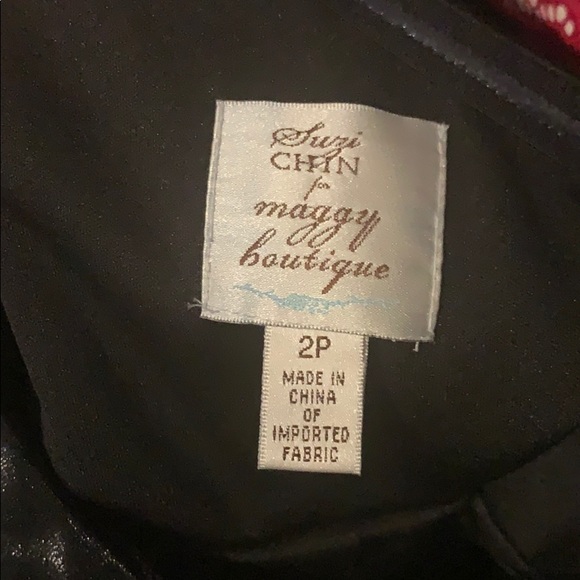 Suzi
CHIN
for
maggy
boutique
2P
MADE IN
CHINA
OF
IMPORTED
FABRIC